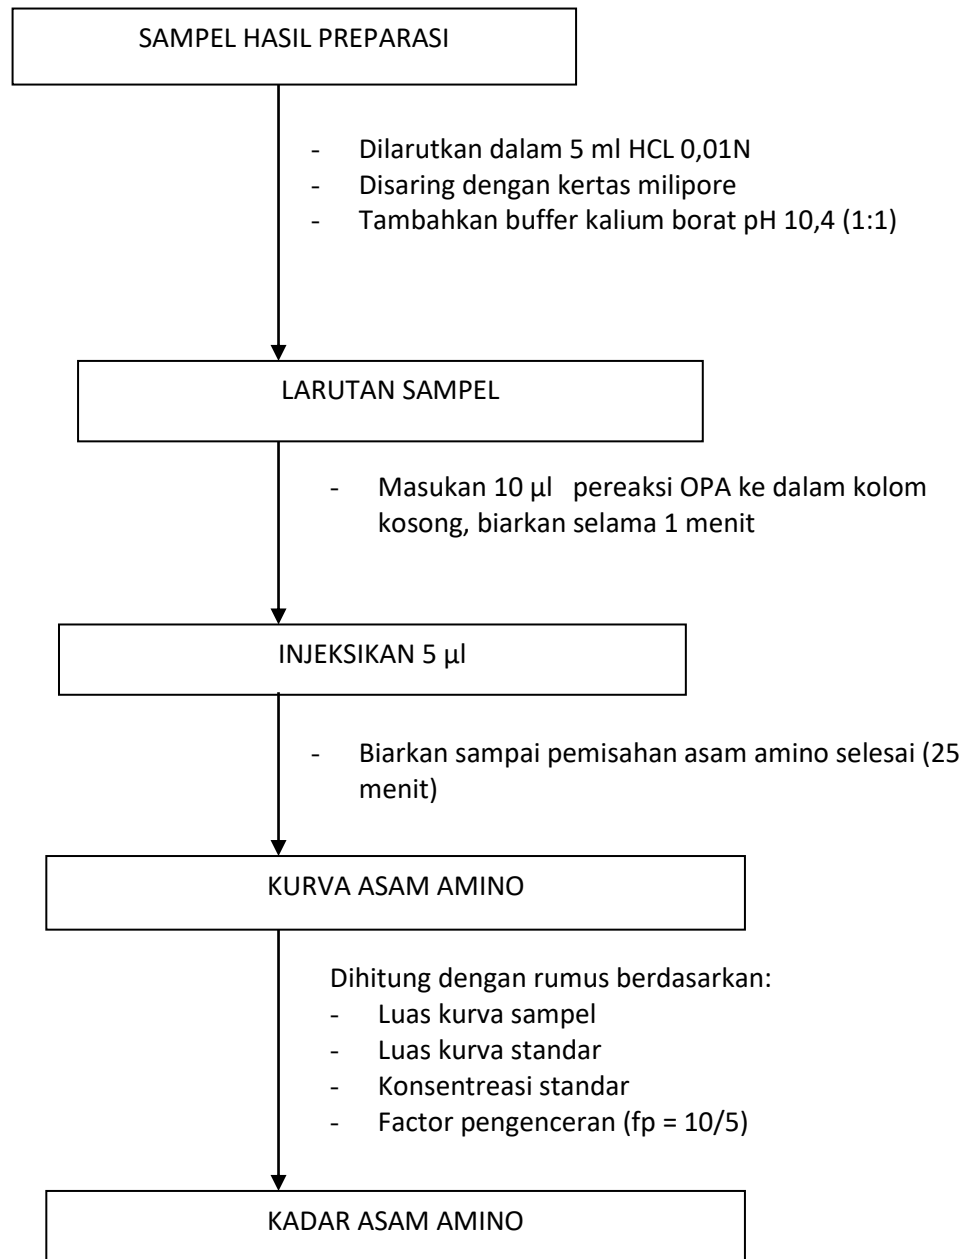 SAMPEL HASIL PREPARASI
- Dilarutkan dalam 5 ml HCL 0,01N
- Disaring dengan kertas milipore
- Tambahkan buffer kalium borat pH 10,4 (1:1)
LARUTAN SAMPEL
- Masukan 10 µl pereaksi OPA ke dalam kolom
kosong, biarkan selama 1 menit
INJEKSIKAN 5 µl
- Biarkan sampai pemisahan asam amino selesai (25
menit)
KURVA ASAM AMINO
Dihitung dengan rumus berdasarkan:
- Luas kurva sampel
- Luas kurva standar
- Konsentreasi standar
- Factor pengenceran (fp = 10/5)
KADAR ASAM AMINO